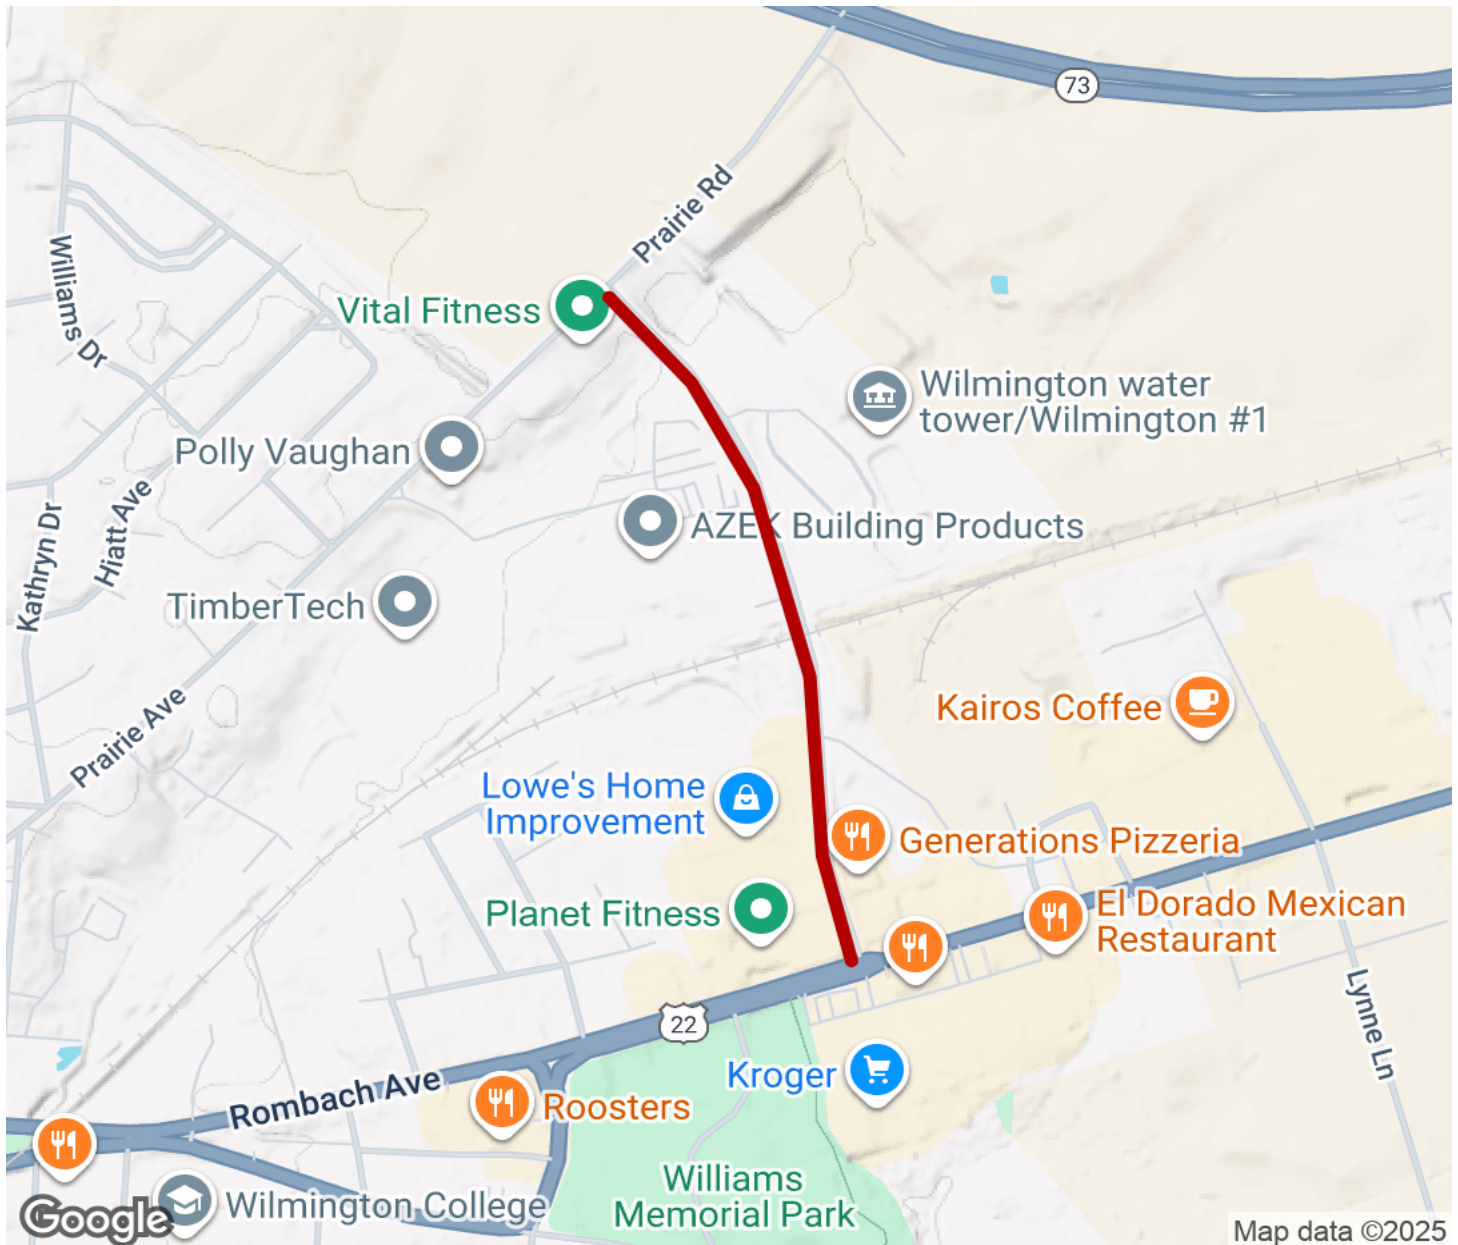 73
Prairie Rd
Williams Dr
Vital Fitness
Wilmington water
tower/Wilmington #1
Polly Vaughan
Kathryn Dr
Hiatt Ave
AZEK Building Products
TimberTech
Prairie Ave
Kairos Coffee
Lowe's Home
Improvement
Generations Pizzeria
Planet Fitness
El Dorado Mexican
Restaurant
22
Lynne Ln
Kroger
Rombach Ave
Roosters
Williams
Memorial Park
Wilmington College
Google
Map data ©2025